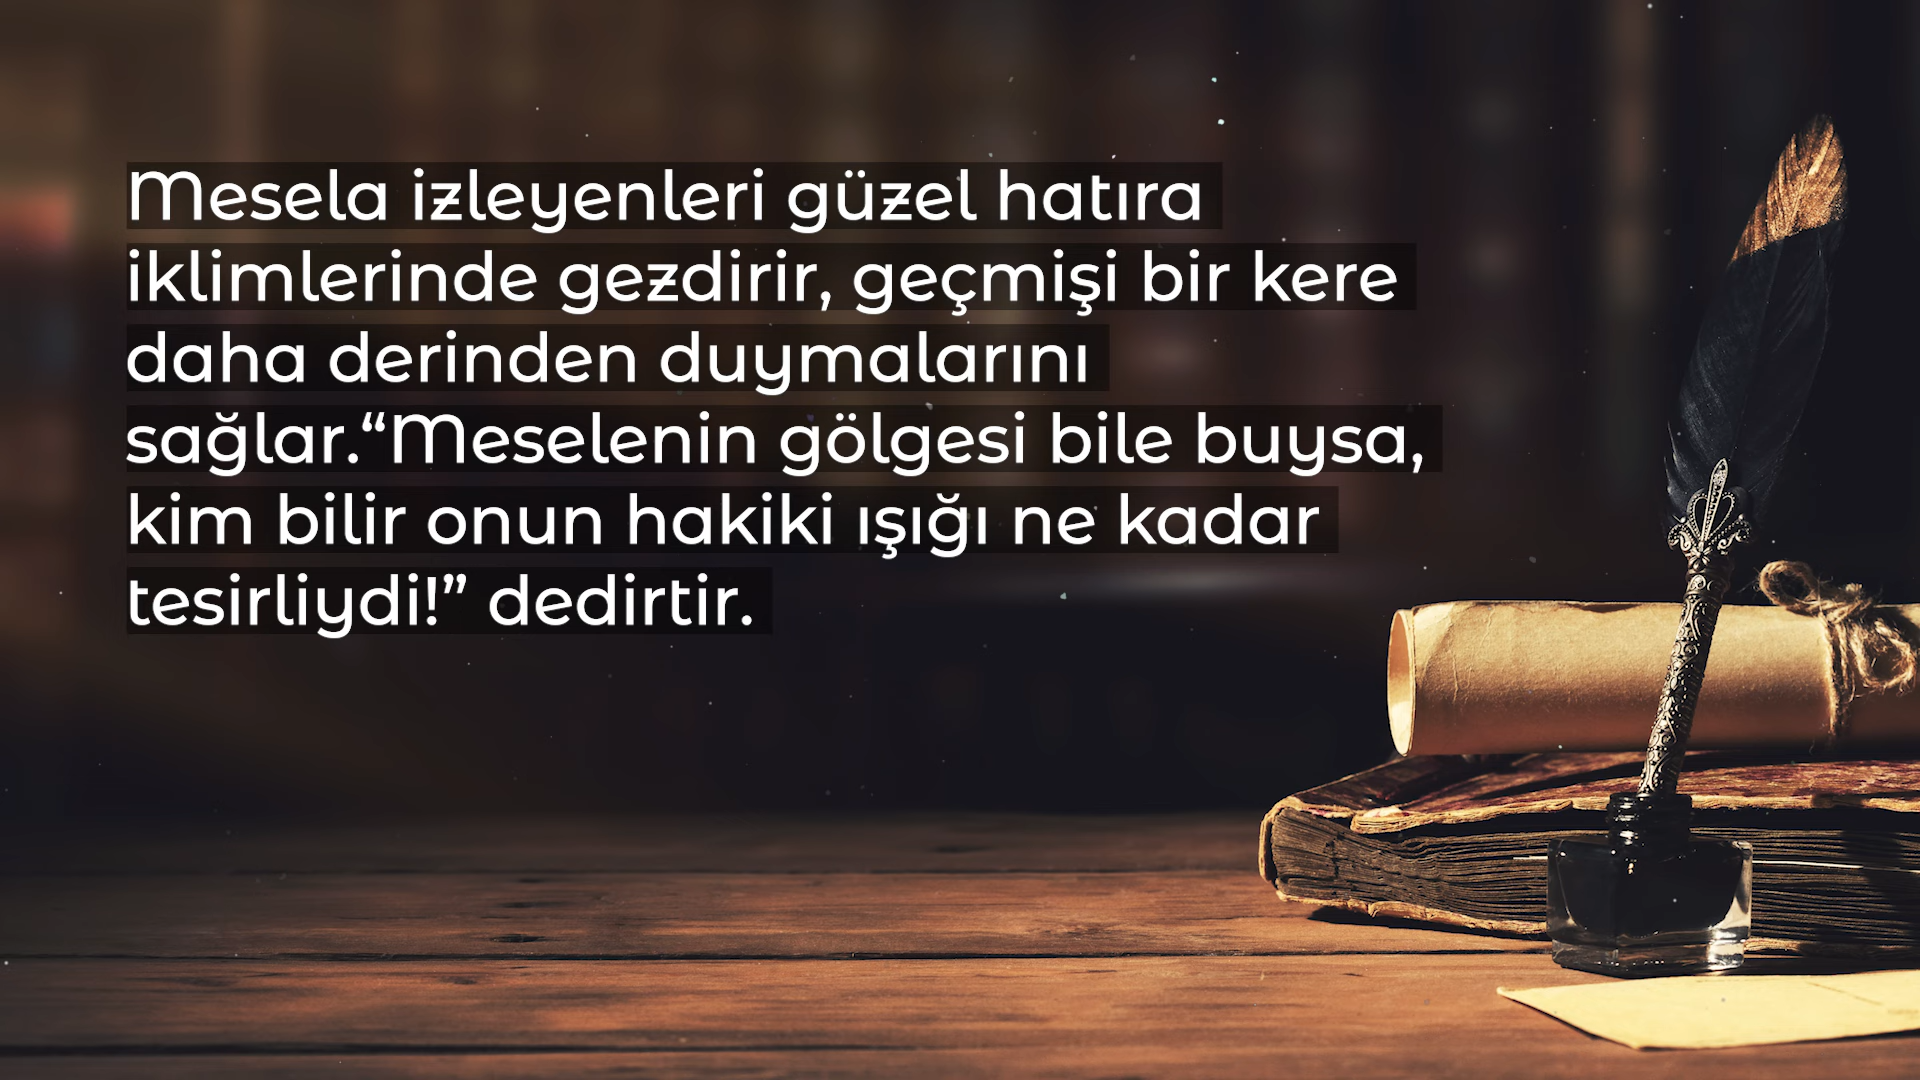 Mesela izleyenleri güzel hatıra
iklimlerinde gezdirir, geçmişi bir kere
daha derinden duymalarını
sağlar.“Meselenin gölgesi bile buysa,
kim bilir onun hakiki ışığı ne kadar
tesirliydi!” dedirtir.